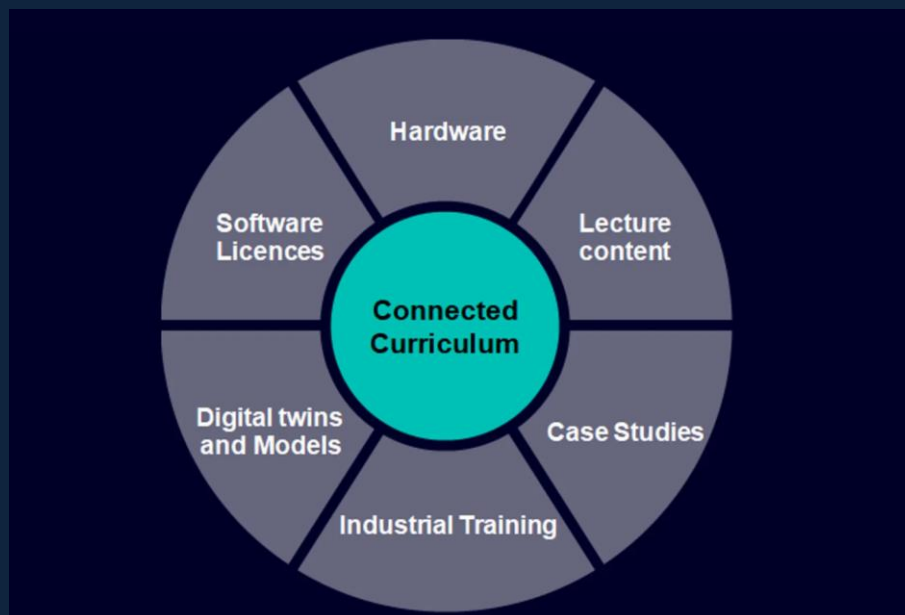 Hardware
Lecture
content
Case Studies
Industrial Training
Digital twins
and Models
Software
Licences
Connected
Curriculum